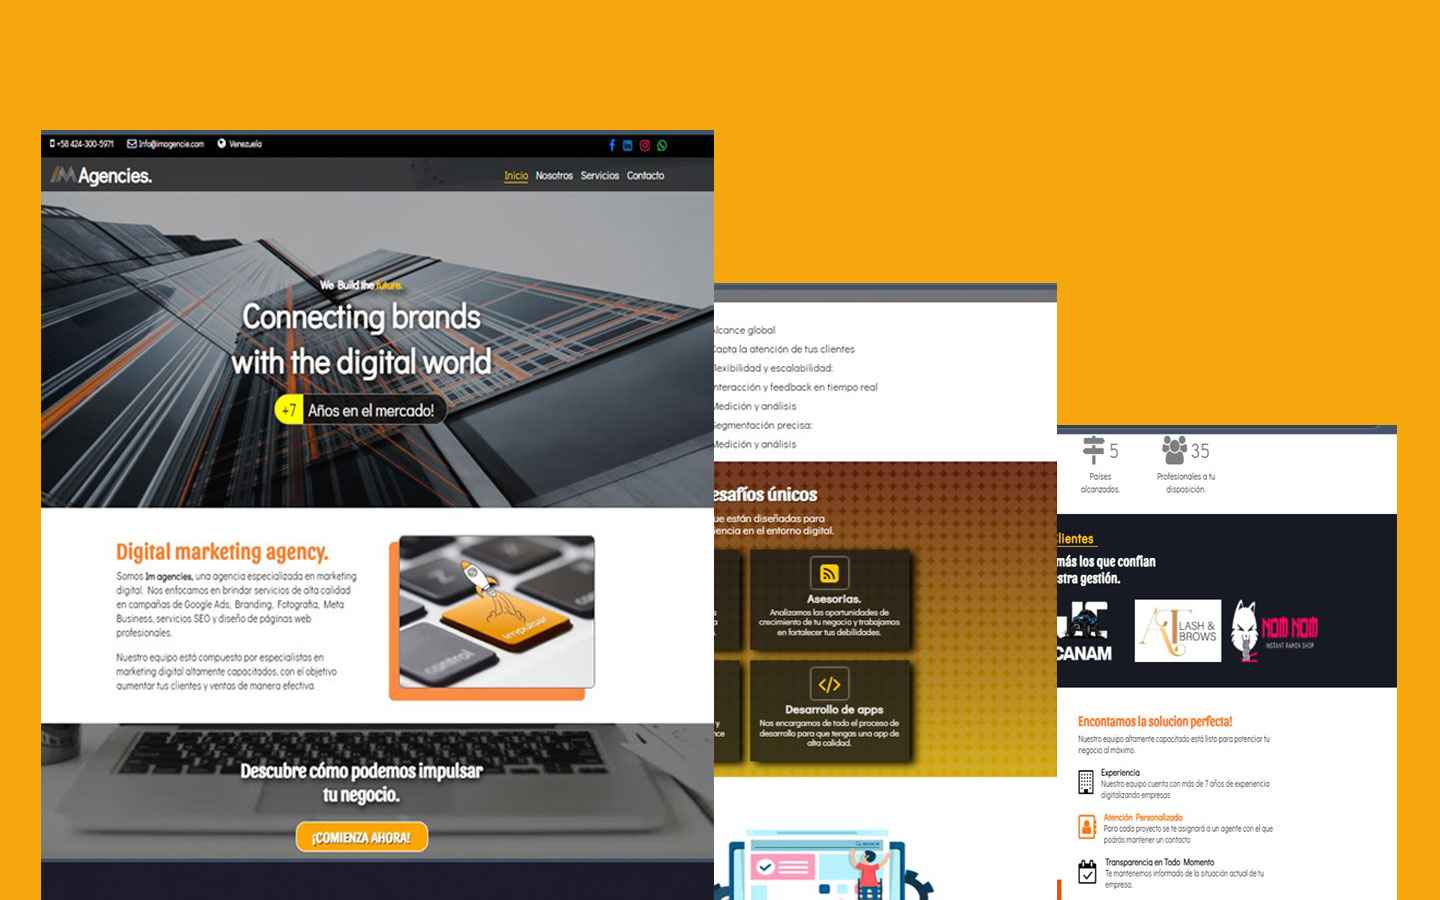 +58 424-300-5971 Info@imagencie.com Venezuela
IM Agencies.
Inicio Nosotros Servicios Contacto
We Build the future.
Connecting brands
with the digital world
+7 Años en el mercado!
Digital marketing agency.
Somos Im agencies, una agencia especializada en marketing
digital. Nos enfocamos en brindar servicios de alta calidad
en campañas de Google Ads, Branding, Fotografia, Meta
Business, servicios SEO y diseño de páginas web
profesionales.
Nuestro equipo está compuesto por especialistas en
marketing digital altamente capacitados, con el objetivo
aumentar tus clientes y ventas de manera efectiva.
impulsar
control
Descubre cómo podemos impulsar
tu negocio.
¡COMIENZA AHORA!
Alcance global
Capta la atención de tus clientes
flexibilidad y escalabilidad:
nteracción y feedback en tiempo real
Medición y análisis
Segmentación precisa:
Medición y análisis
esafíos únicos
ue están diseñadas para
iencia en el entorno digital.
Asesorías.
Analizamos las oportunidades de
crecimiento de tu negocio y trabajamos
en fortalecer tus debilidades.
Desarrollo de apps
Nos encargamos de todo el proceso de
desarrollo para que tengas una app de
alta calidad.
5
Países
alcanzados.
35
Profesionales a tu
disposición.
Clientes
más los que confían
stra gestión.
CANAM
LASH &
BROWS
NOM NOM
INSTANT RAMEN SHOP
Encontamos la solucion perfecta!
Nuestro equipo altamente capacitado está listo para potenciar tu
negocio al máximo.
Experiencia
Nuestro equipo cuenta con más de 7 años de experiencia
digitalizando empresas.
Atención Personalizada
Para cada proyecto se te asignará a un agente con el que
podrás mantener un contacto
Transparencia en Todo Momento
Te mantenemos informado de la situación actual de tu
empresa.